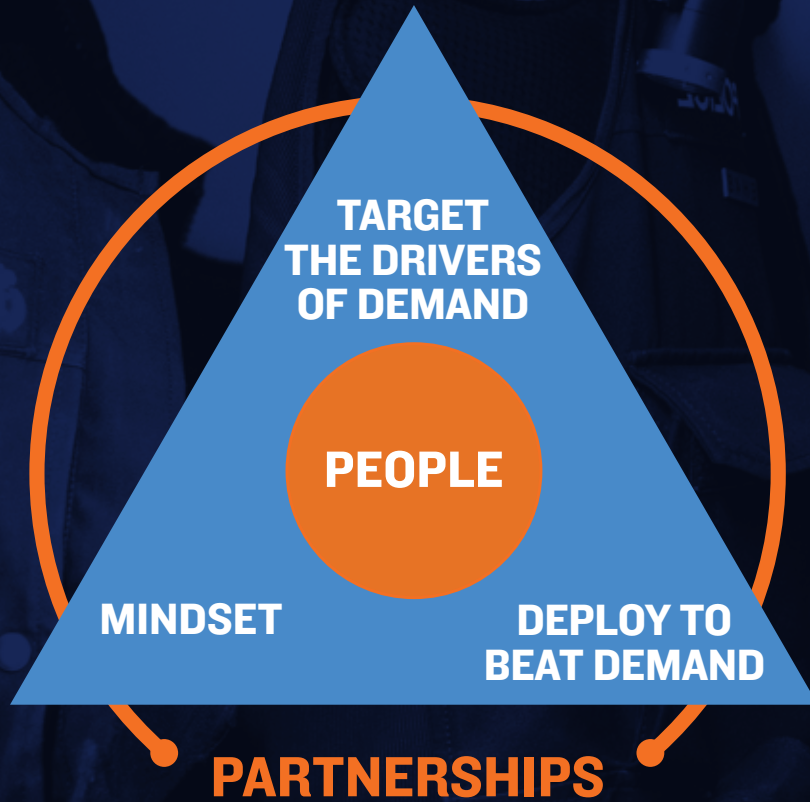 TARGET
THE DRIVERS
OF DEMAND
PEOPLE
MINDSET
DEPLOY TO
BEAT DEMAND
PARTNERSHIPS